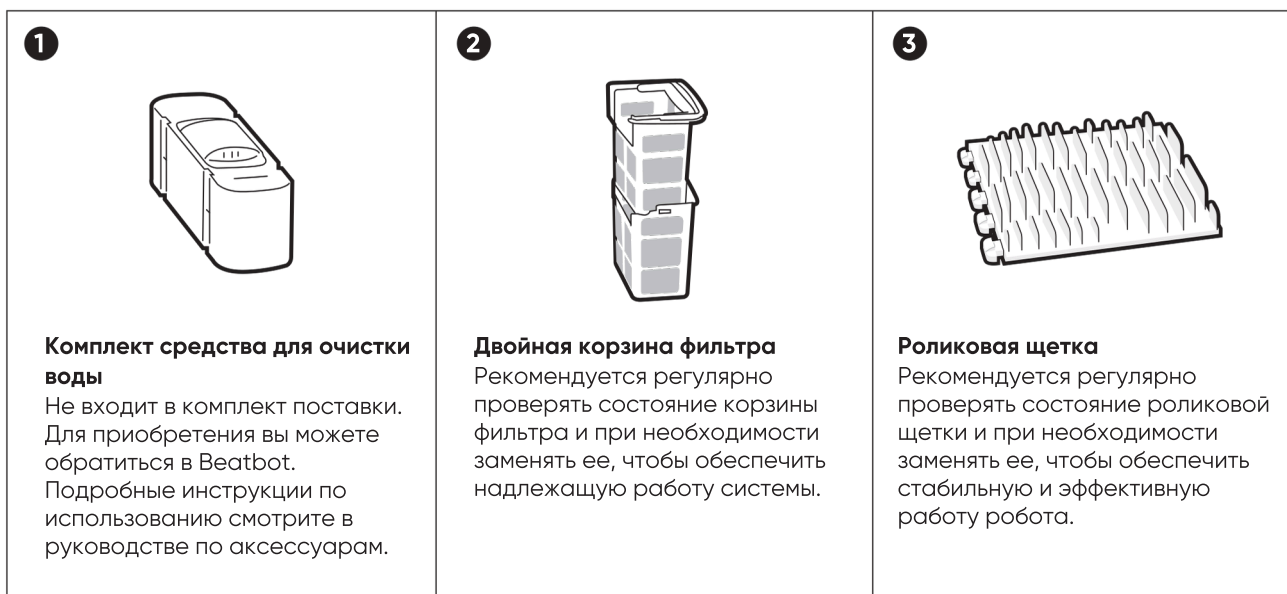 1
Комплект средства для очистки
воды
Не входит в комплект поставки.
Для приобретения вы можете
обратиться в Beatbot.
Подробные инструкции по
использованию смотрите в
руководстве по аксессуарам.
2
Двойная корзина фильтра
Рекомендуется регулярно
проверять состояние корзины
фильтра и при необходимости
заменять ее, чтобы обеспечить
надлежащую работу системы.
3
Роликовая щетка
Рекомендуется регулярно
проверять состояние роликовой
щетки и при необходимости
заменять ее, чтобы обеспечить
стабильную и эффективную
работу робота.